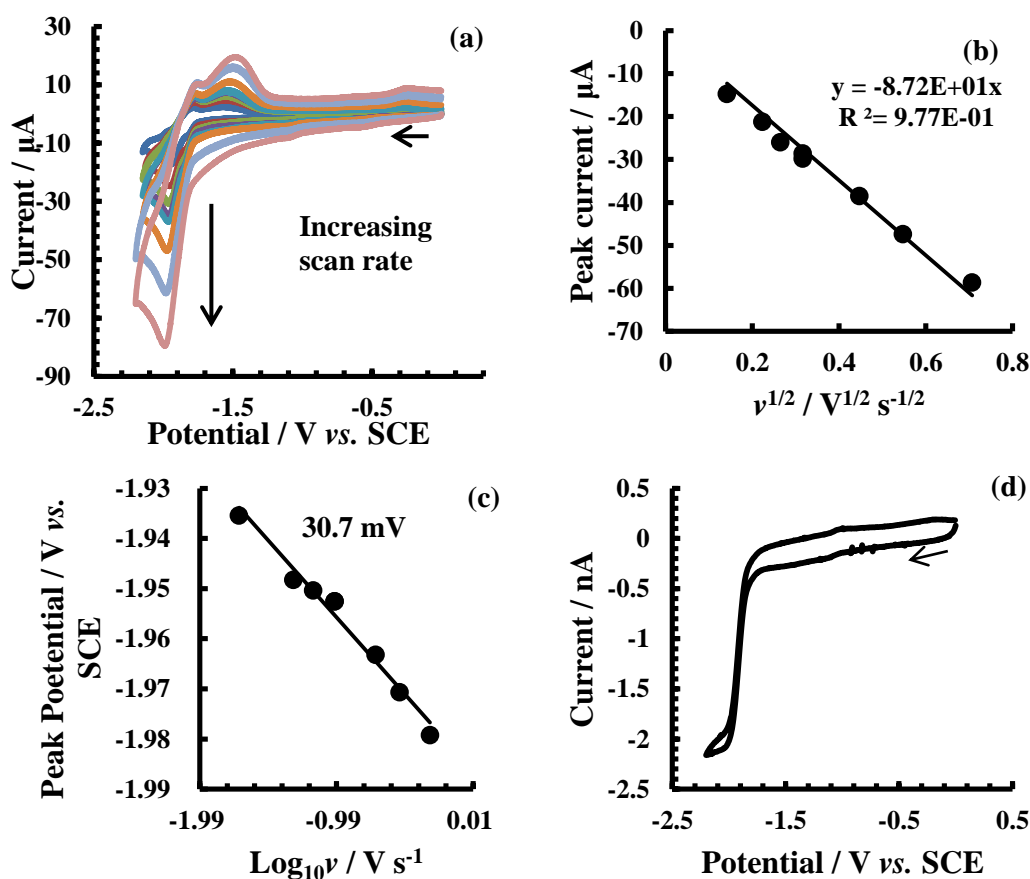 (a)
30
10
-10
-30
-50
-70
-90
-2.5
-1.5
-0.5
Current / µA
Potential / V vs. SCE
Increasing
scan rate
(b)
0
-10
-20
-30
-40
-50
-60
-70
0
0.2
0.4
0.6
0.8
Peak current / µA
v1/2 / V1/2 s-1/2
y = -8.72E+01x
R 2= 9.77E-01
(c)
-1.93
-1.94
-1.95
-1.96
-1.97
-1.98
-1.99
-1.99
-0.99
0.01
Peak Poetential / V vs.
SCE
30.7 mV
Log10v / V s-1
(d)
0.5
0
-0.5
-1
-1.5
-2
-2.5
-2.5
-1.5
-0.5
0.5
Current / nA
Potential / V vs. SCE